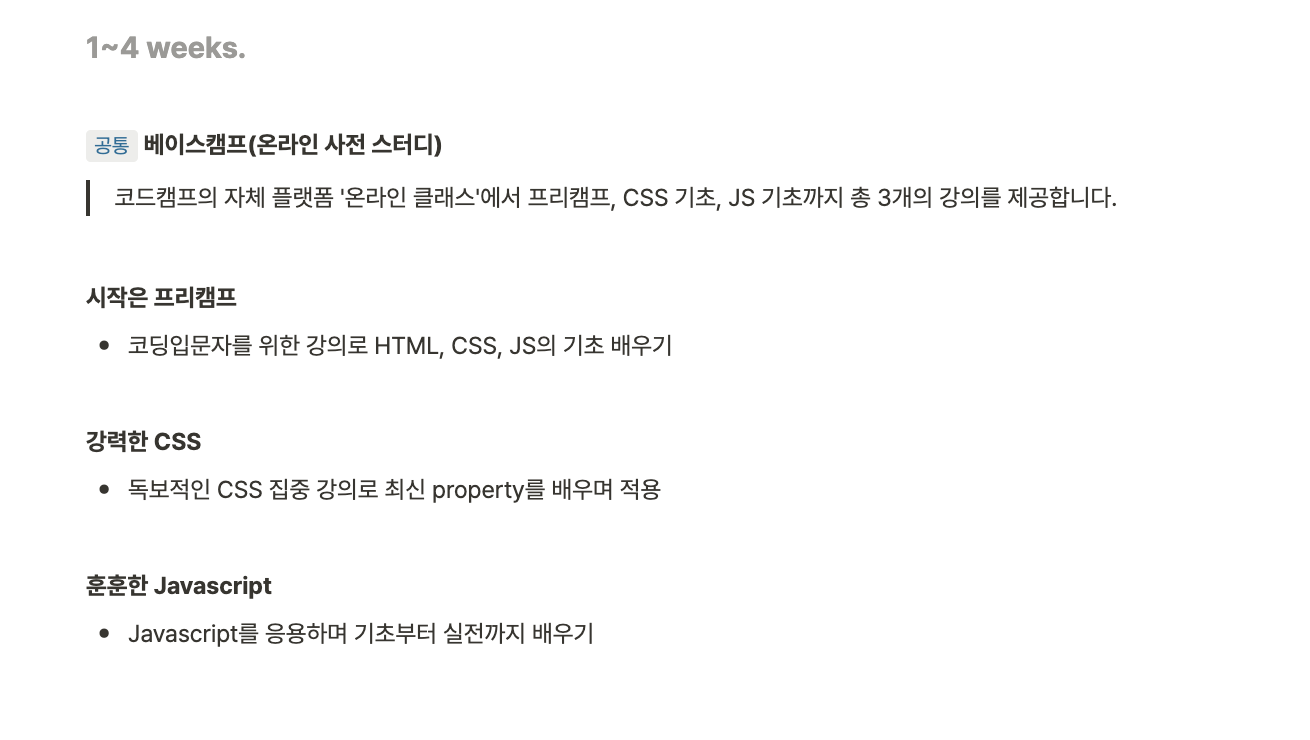 1~4 weeks.
공통 베이스캠프(온라인 사전 스터디)
코드캠프의 자체 플랫폼 '온라인 클래스'에서 프리캠프, CSS 기초, JS 기초까지 총 3개의 강의를 제공합니다.
시작은 프리캠프
• 코딩입문자를 위한 강의로 HTML, CSS, JS의 기초 배우기
강력한 CSS
• 독보적인 CSS 집중 강의로 최신 property를 배우며 적용
훈훈한 Javascript
• Javascript를 응용하며 기초부터 실전까지 배우기